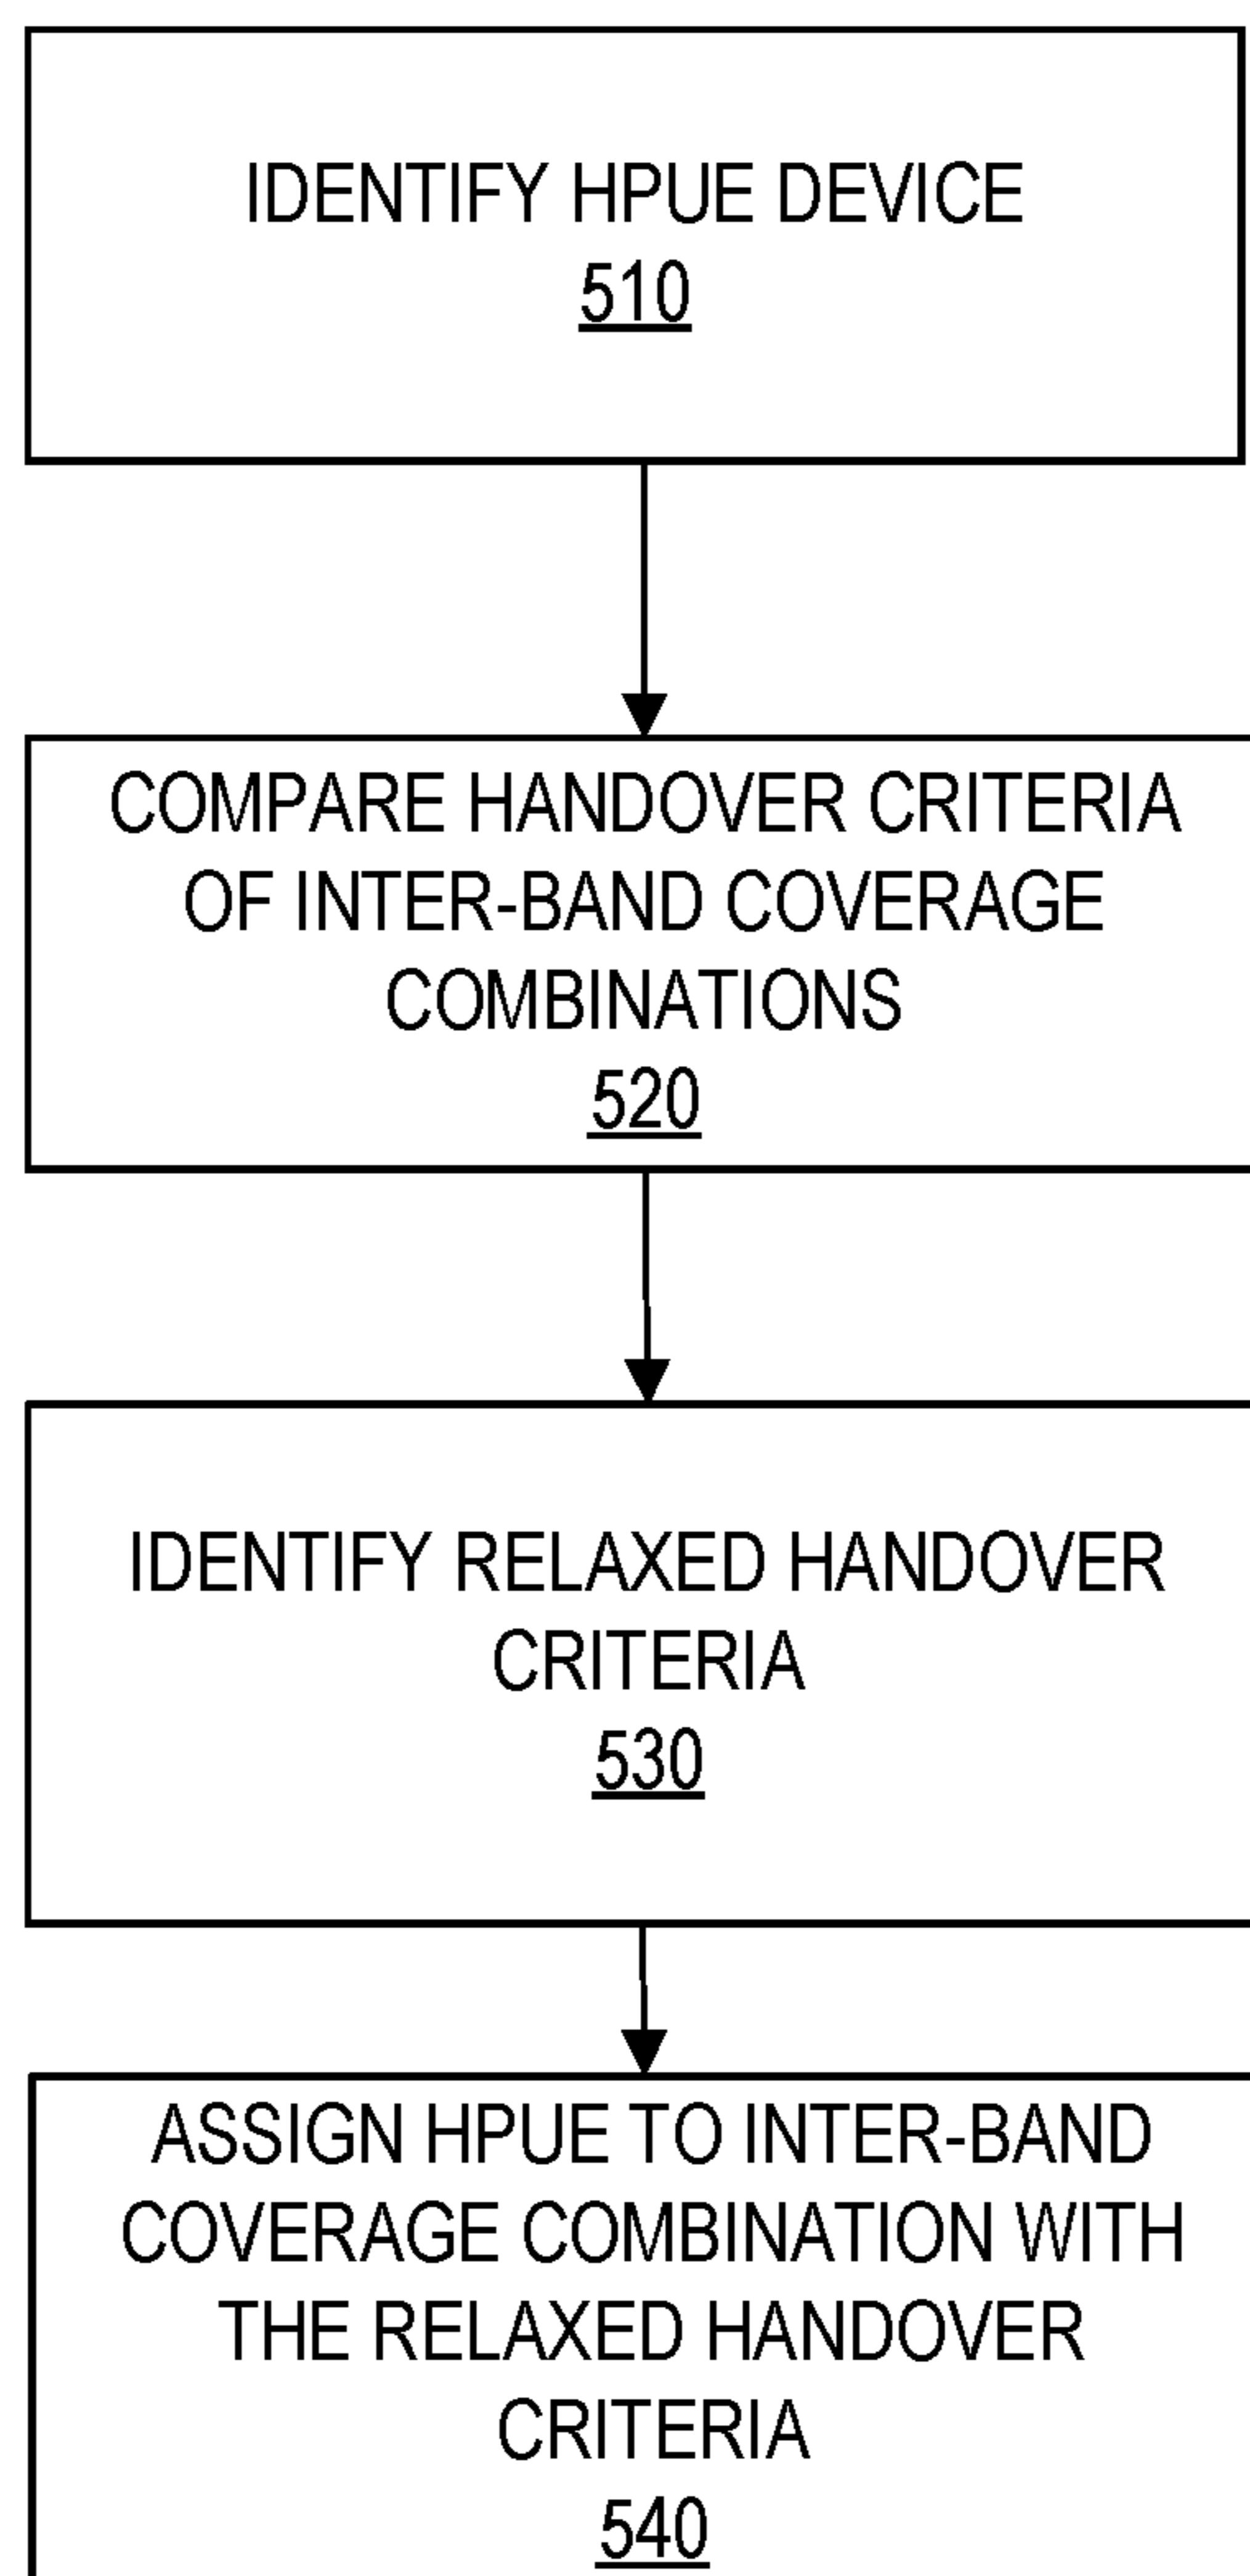 IDENTIFY HPUE DEVICE
510
COMPARE HANDOVER CRITERIA
OF INTER-BAND COVERAGE
COMBINATIONS
520
IDENTIFY RELAXED HANDOVER
CRITERIA
530
ASSIGN HPUE TO INTER-BAND
COVERAGE COMBINATION WITH
THE RELAXED HANDOVER
CRITERIA
540